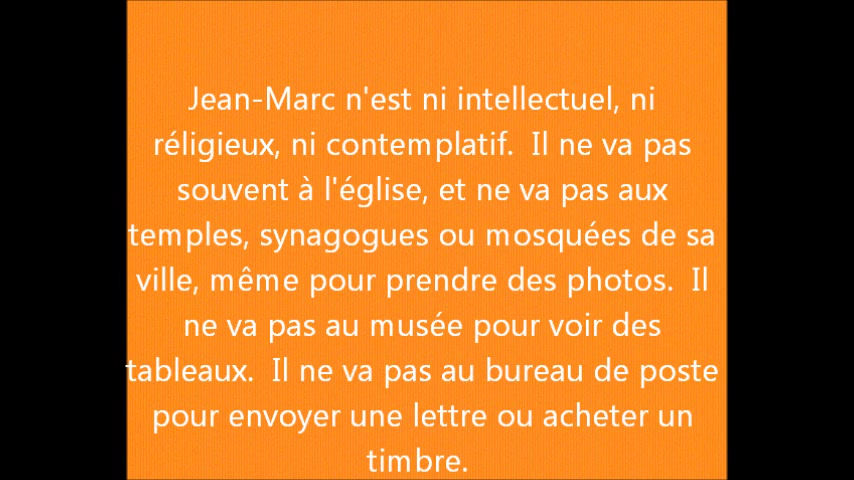 Jean-Marc n'est ni intellectuel, ni
réligieux, ni contemplatif.  Il ne va pas
souvent à l'église, et ne va pas aux
temples, synagogues ou mosquées de sa
ville, même pour prendre des photos.  Il
ne va pas au musée pour voir des
tableaux.  Il ne va pas au bureau de poste
pour envoyer une lettre ou acheter un
timbre.